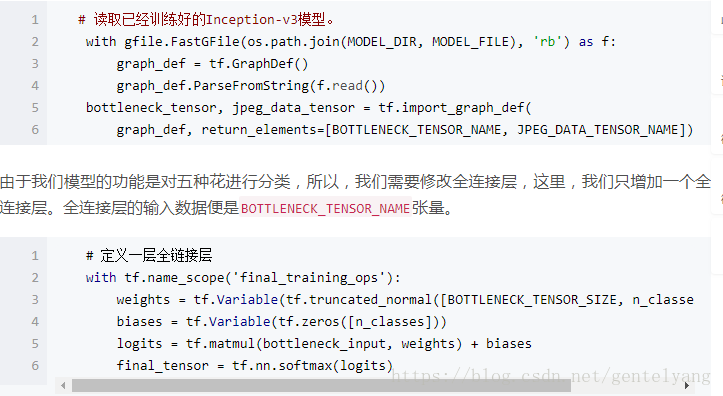 1 # 读取已经训练好的Inception-v3模型。
2 with gfile.FastGFile(os.path.join(MODEL_DIR, MODEL_FILE), 'rb') as f:
3 graph_def = tf.GraphDef()
4 graph_def.ParseFromString(f.read())
5 bottleneck_tensor, jpeg_data_tensor = tf.import_graph_def(
6 graph_def, return_elements=[BOTTLENECK_TENSOR_NAME, JPEG_DATA_TENSOR_NAME])
由于我们模型的功能是对五种花进行分类，所以，我们需要修改全连接层，这里，我们只增加一个全
连接层。全连接层的输入数据便是BOTTLENECK_TENSOR_NAME张量。
1 # 定义一层全链接层
2 with tf.name_scope('final_training_ops'):
3 weights = tf.Variable(tf.truncated_normal([BOTTLENECK_TENSOR_SIZE, n_classe
4 biases = tf.Variable(tf.zeros([n_classes]))
5 logits = tf.matmul(bottleneck_input, weights) + biases
6 final_tensor = tf.nn.softmax(logits)
https://blog.csdn.net/gentelyang